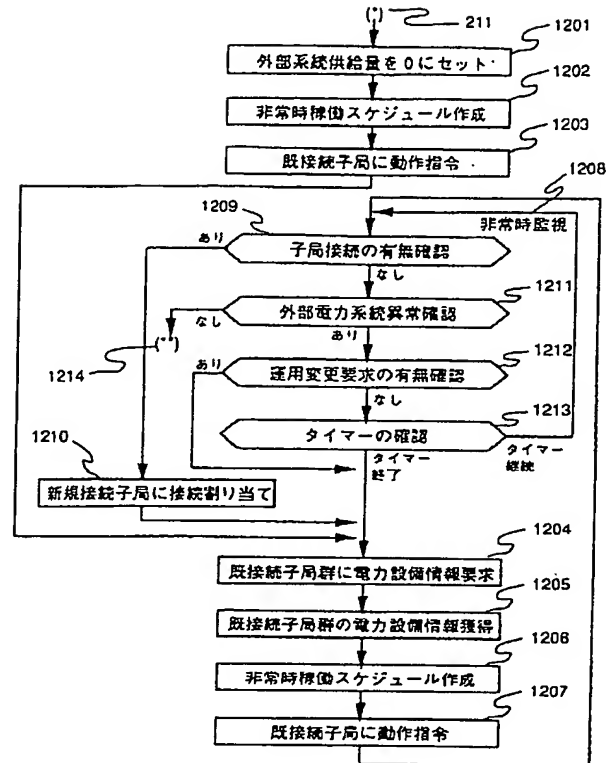 (*)
211
1201
外部系統供給量を0にセット
1202
非常時稼働スケジュール作成
1203
既接続子局に動作指令
1208
非常時監視
1209
あり
子局接続の有無確認
なし
1211
なし
外部電力系統異常確認
あり
(**)
1214
1212
あり
運用変更要求の有無確認
なし
1213
タイマーの確認
タイマー
継続
タイマー
終了
1210
新規接続子局に接続割り当て
1204
既接続子局群に電力設備情報要求
1205
既接続子局群の電力設備情報獲得
1206
非常時稼働スケジュール作成
1207
既接続子局に動作指令